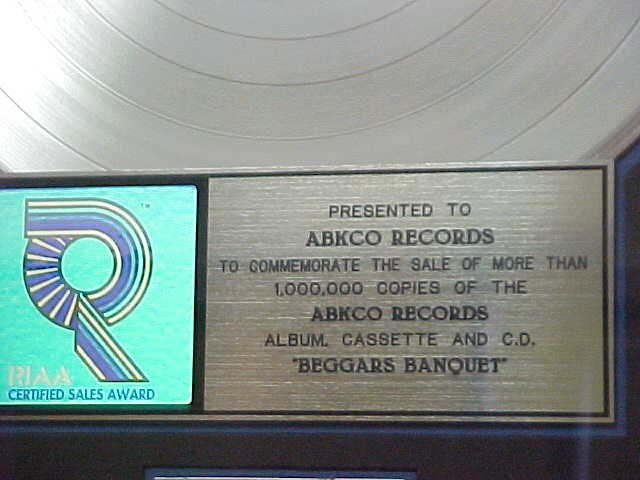 PRESENTED TO
ABKCO RECORDS
TO COMMEMORATE THE SALE OF MORE THAN
1,000,000 COPIES OF THE
ABKCO RECORDS
ALBUM, CASSETTE AND C.D.
"BEGGARS BANQUET"
TM
RIAA
CERTIFIED SALES AWARD